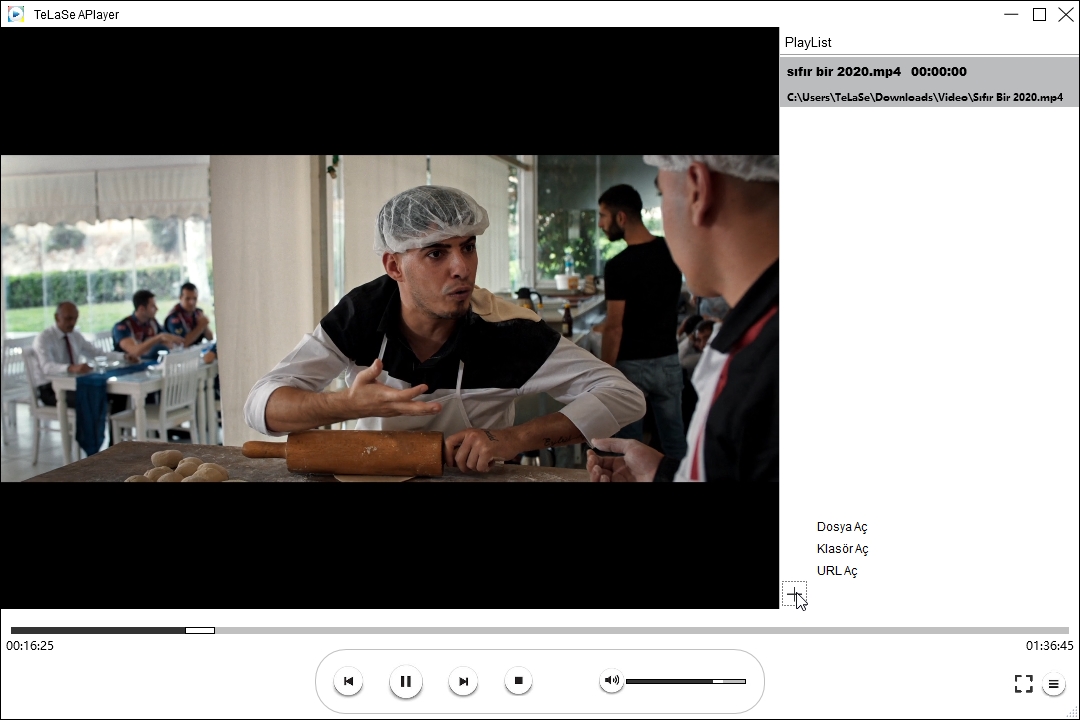 TeLaSe APlayer
PlayList
sıfır bir 2020.mp4 00:00:00
C:\Users\TeLaSe\Downloads\Video\Sıfır Bir 2020.mp4
Dosya Aç
Klasör Aç
URL Aç
00:16:25
01:36:45